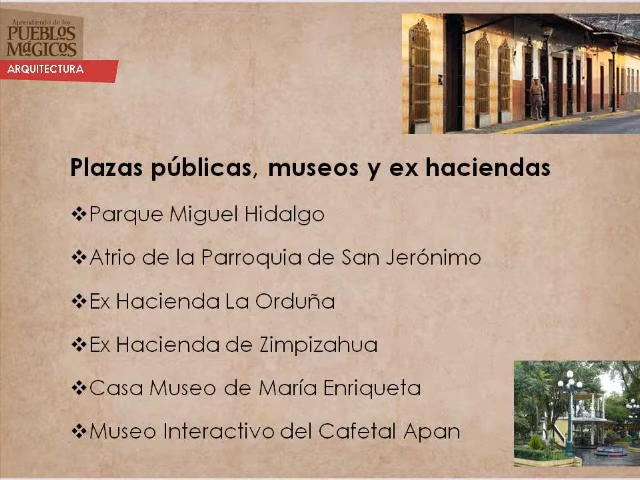 Aprendiendo de los
PUEBLOS
MáGICOS
ARQUITECTURA
Plazas públicas, museos y ex haciendas
❖Parque Miguel Hidalgo
❖Atrio de la Parroquia de San Jerónimo
❖Ex Hacienda La Orduña
❖Ex Hacienda de Zimpizahua
❖Casa Museo de María Enriqueta
❖Museo Interactivo del Cafetal Apan